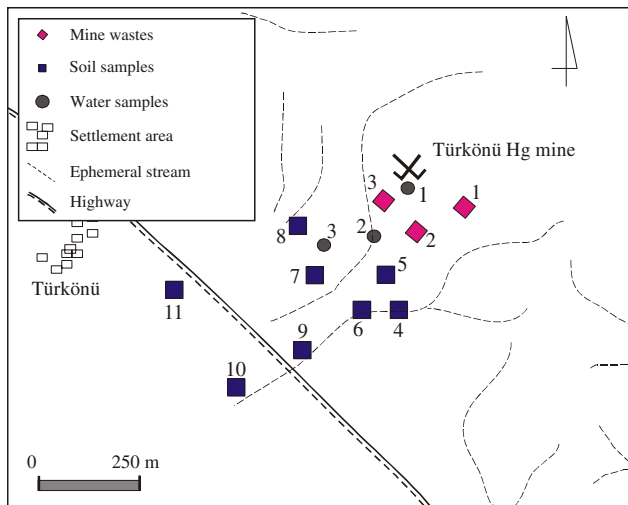 Mine wastes
Soil samples
Water samples
Settlement area
Ephemeral stream
Highway
Türkönü Hg mine
3
1
1
8
3
2
2
7
5
Türkönü
11
6
4
9
10
0
250 m